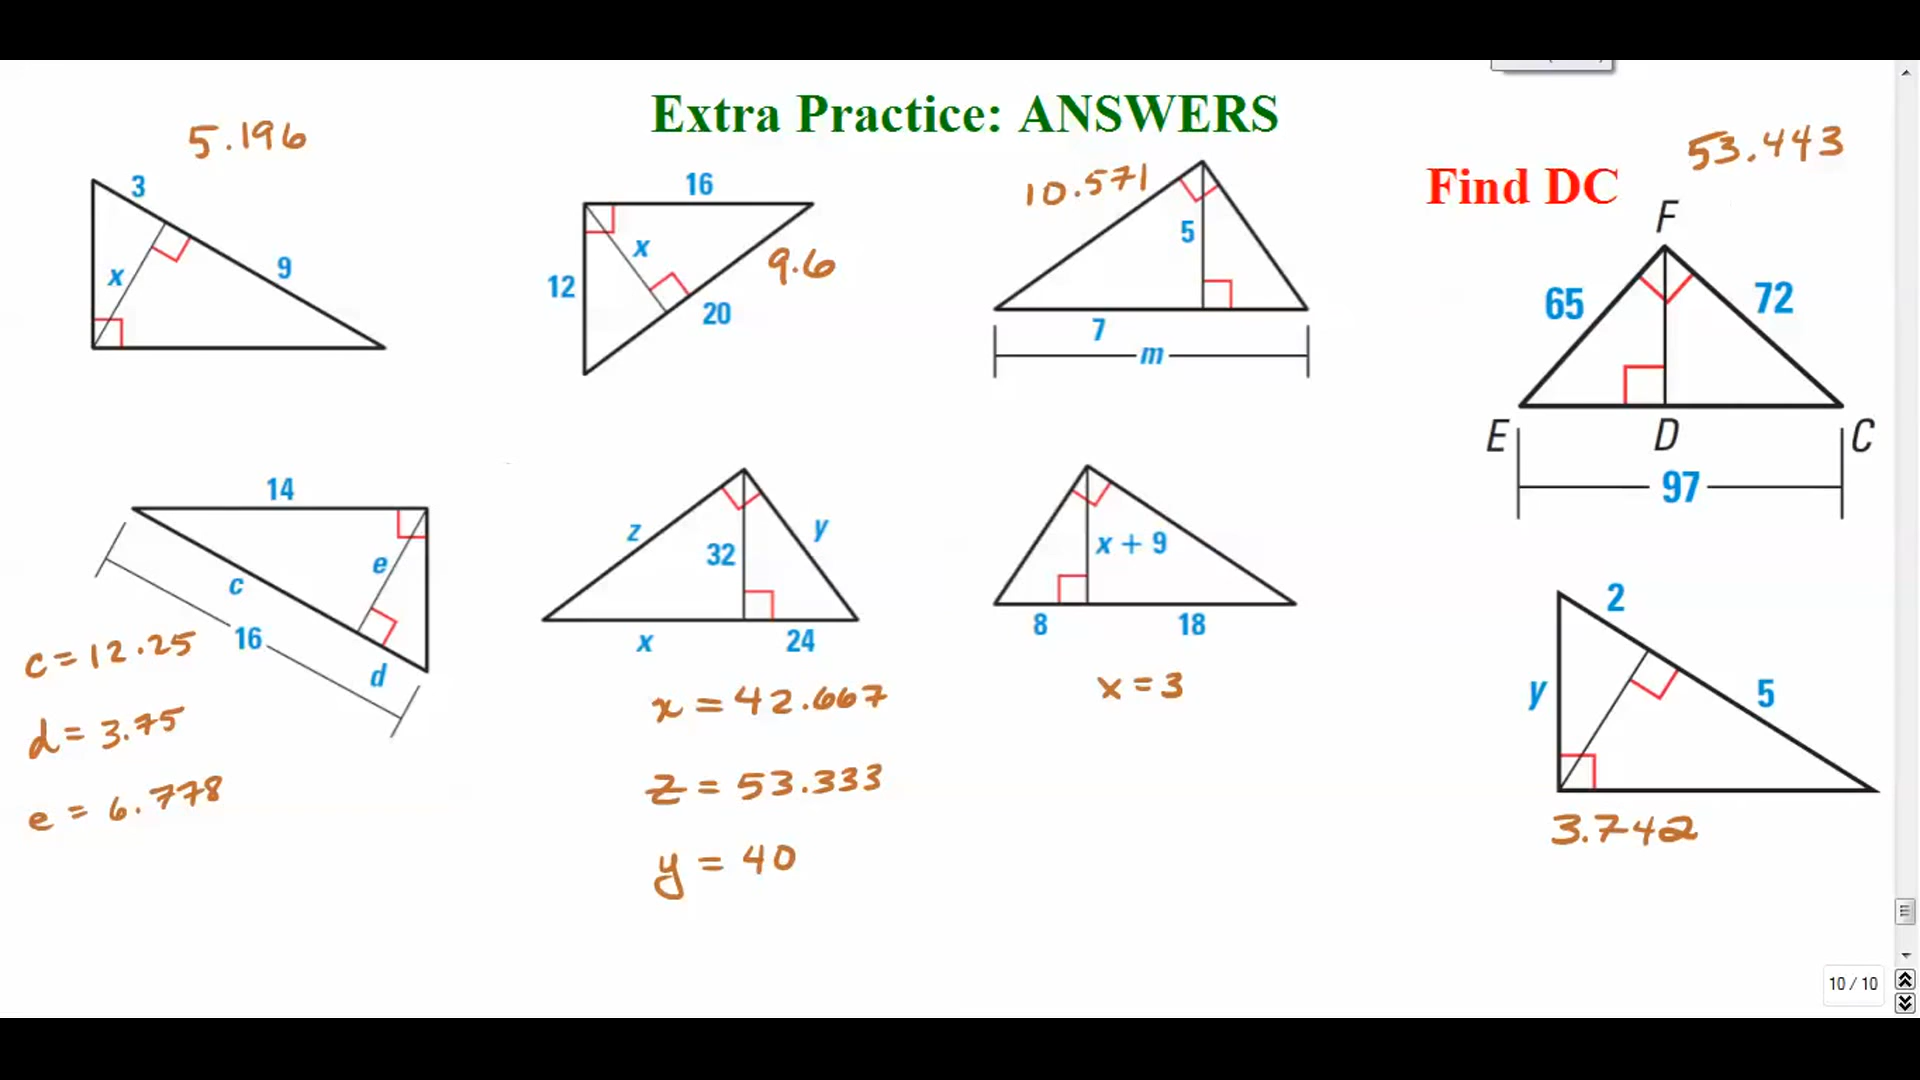 Extra Practice: ANSWERS
5.196
3
x
9
16
x
12
9.6
20
10.571
5
7
m
Find DC
53.443
F
65
72
E
D
C
97
14
e
c
16
d
c = 12.25
d = 3.75
e = 6.778
z
y
32
x
24
x = 42.667
z = 53.333
y = 40
x + 9
8
18
x = 3
2
y
5
3.742
10 / 10